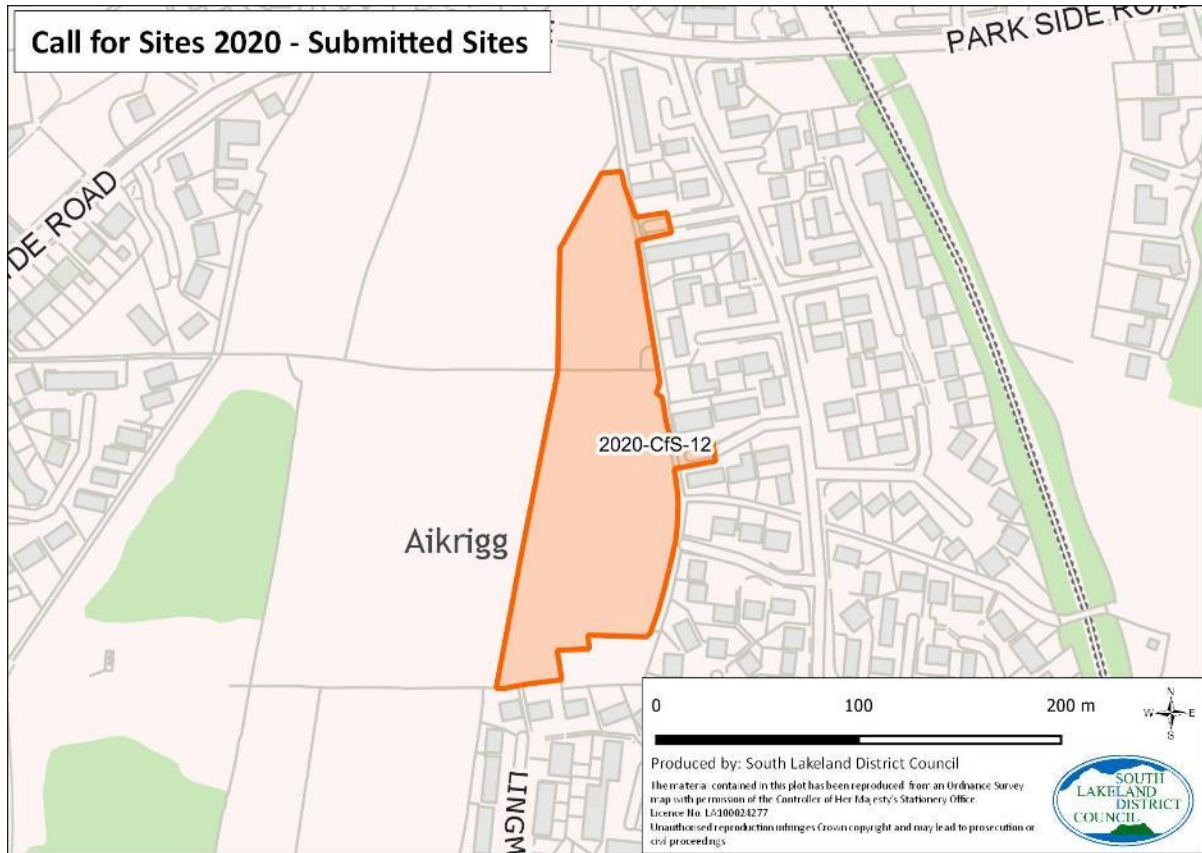 Call for Sites 2020 - Submitted Sites
PARK SIDE ROAD
DE ROAD
2020-CfS-12
Aikrigg
LINGM
0 100 200 m
N
W E
S
Produced by: South Lakeland District Council
The material contained in this plot has been reproduced from an Ordnance Survey
map with permission of the Controller of Her Majesty's Stationery Office.
Licence No. LA100024277
Unauthorised reproduction infringes Crown copyright and may lead to prosecution or
civil proceedings
SOUTH
LAKELAND
DISTRICT
COUNCIL